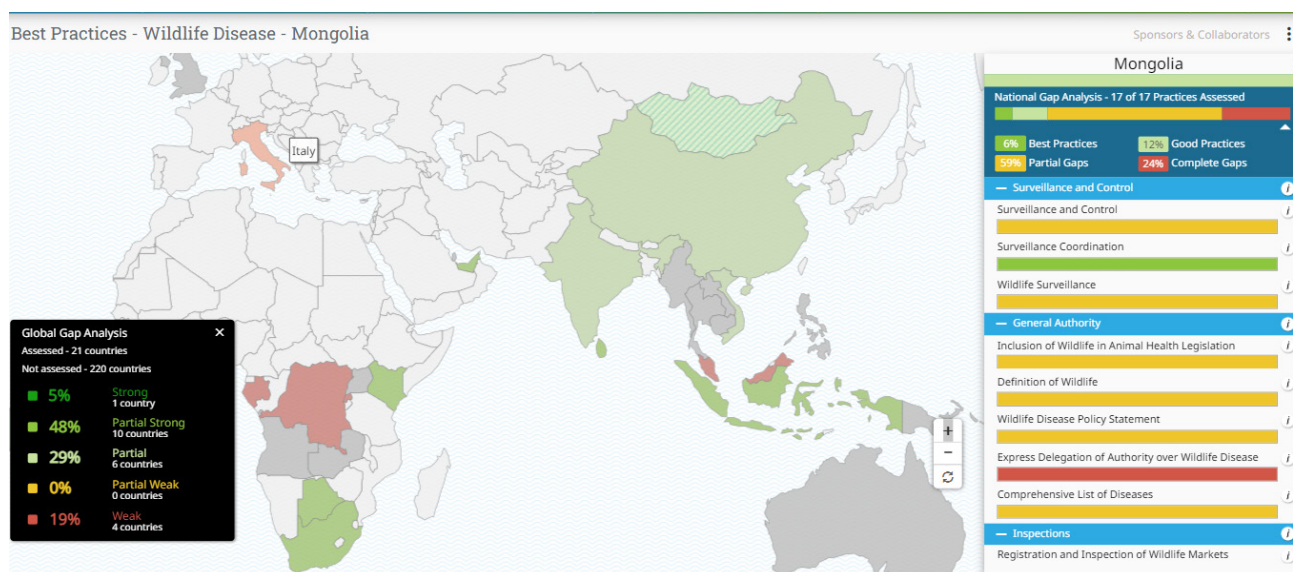 Best Practices - Wildlife Disease - Mongolia
Sponsors & Collaborators
Italy
Global Gap Analysis
Assessed - 21 countries
Not assessed - 220 countries
5% Strong
1 country
48% Partial Strong
10 countries
29% Partial
6 countries
0% Partial Weak
0 countries
19% Weak
4 countries
Mongolia
National Gap Analysis - 17 of 17 Practices Assessed
6% Best Practices 12% Good Practices
59% Partial Gaps 24% Complete Gaps
Surveillance and Control
Surveillance and Control
Surveillance Coordination
Wildlife Surveillance
General Authority
Inclusion of Wildlife in Animal Health Legislation
Definition of Wildlife
Wildlife Disease Policy Statement
Express Delegation of Authority over Wildlife Disease
Comprehensive List of Diseases
Inspections
Registration and Inspection of Wildlife Markets